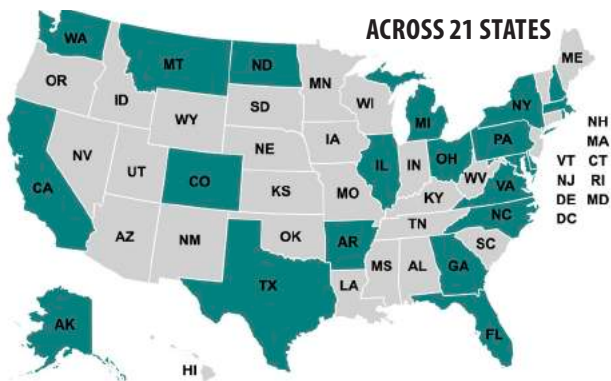 ACROSS 21 STATES
WA
MT
ND
MN
ME
OR
ID
SD
WI
NY
MI
WY
IA
PA
NH
NE
IL
IN
OH
MA
NV
UT
CO
WV
VA
VT CT
CA
KS
MO
KY
NJ RI
NC
DE MD
TN
DC
AZ
NM
OK
AR
SC
MS
AL
GA
TX
LA
AK
FL
HI